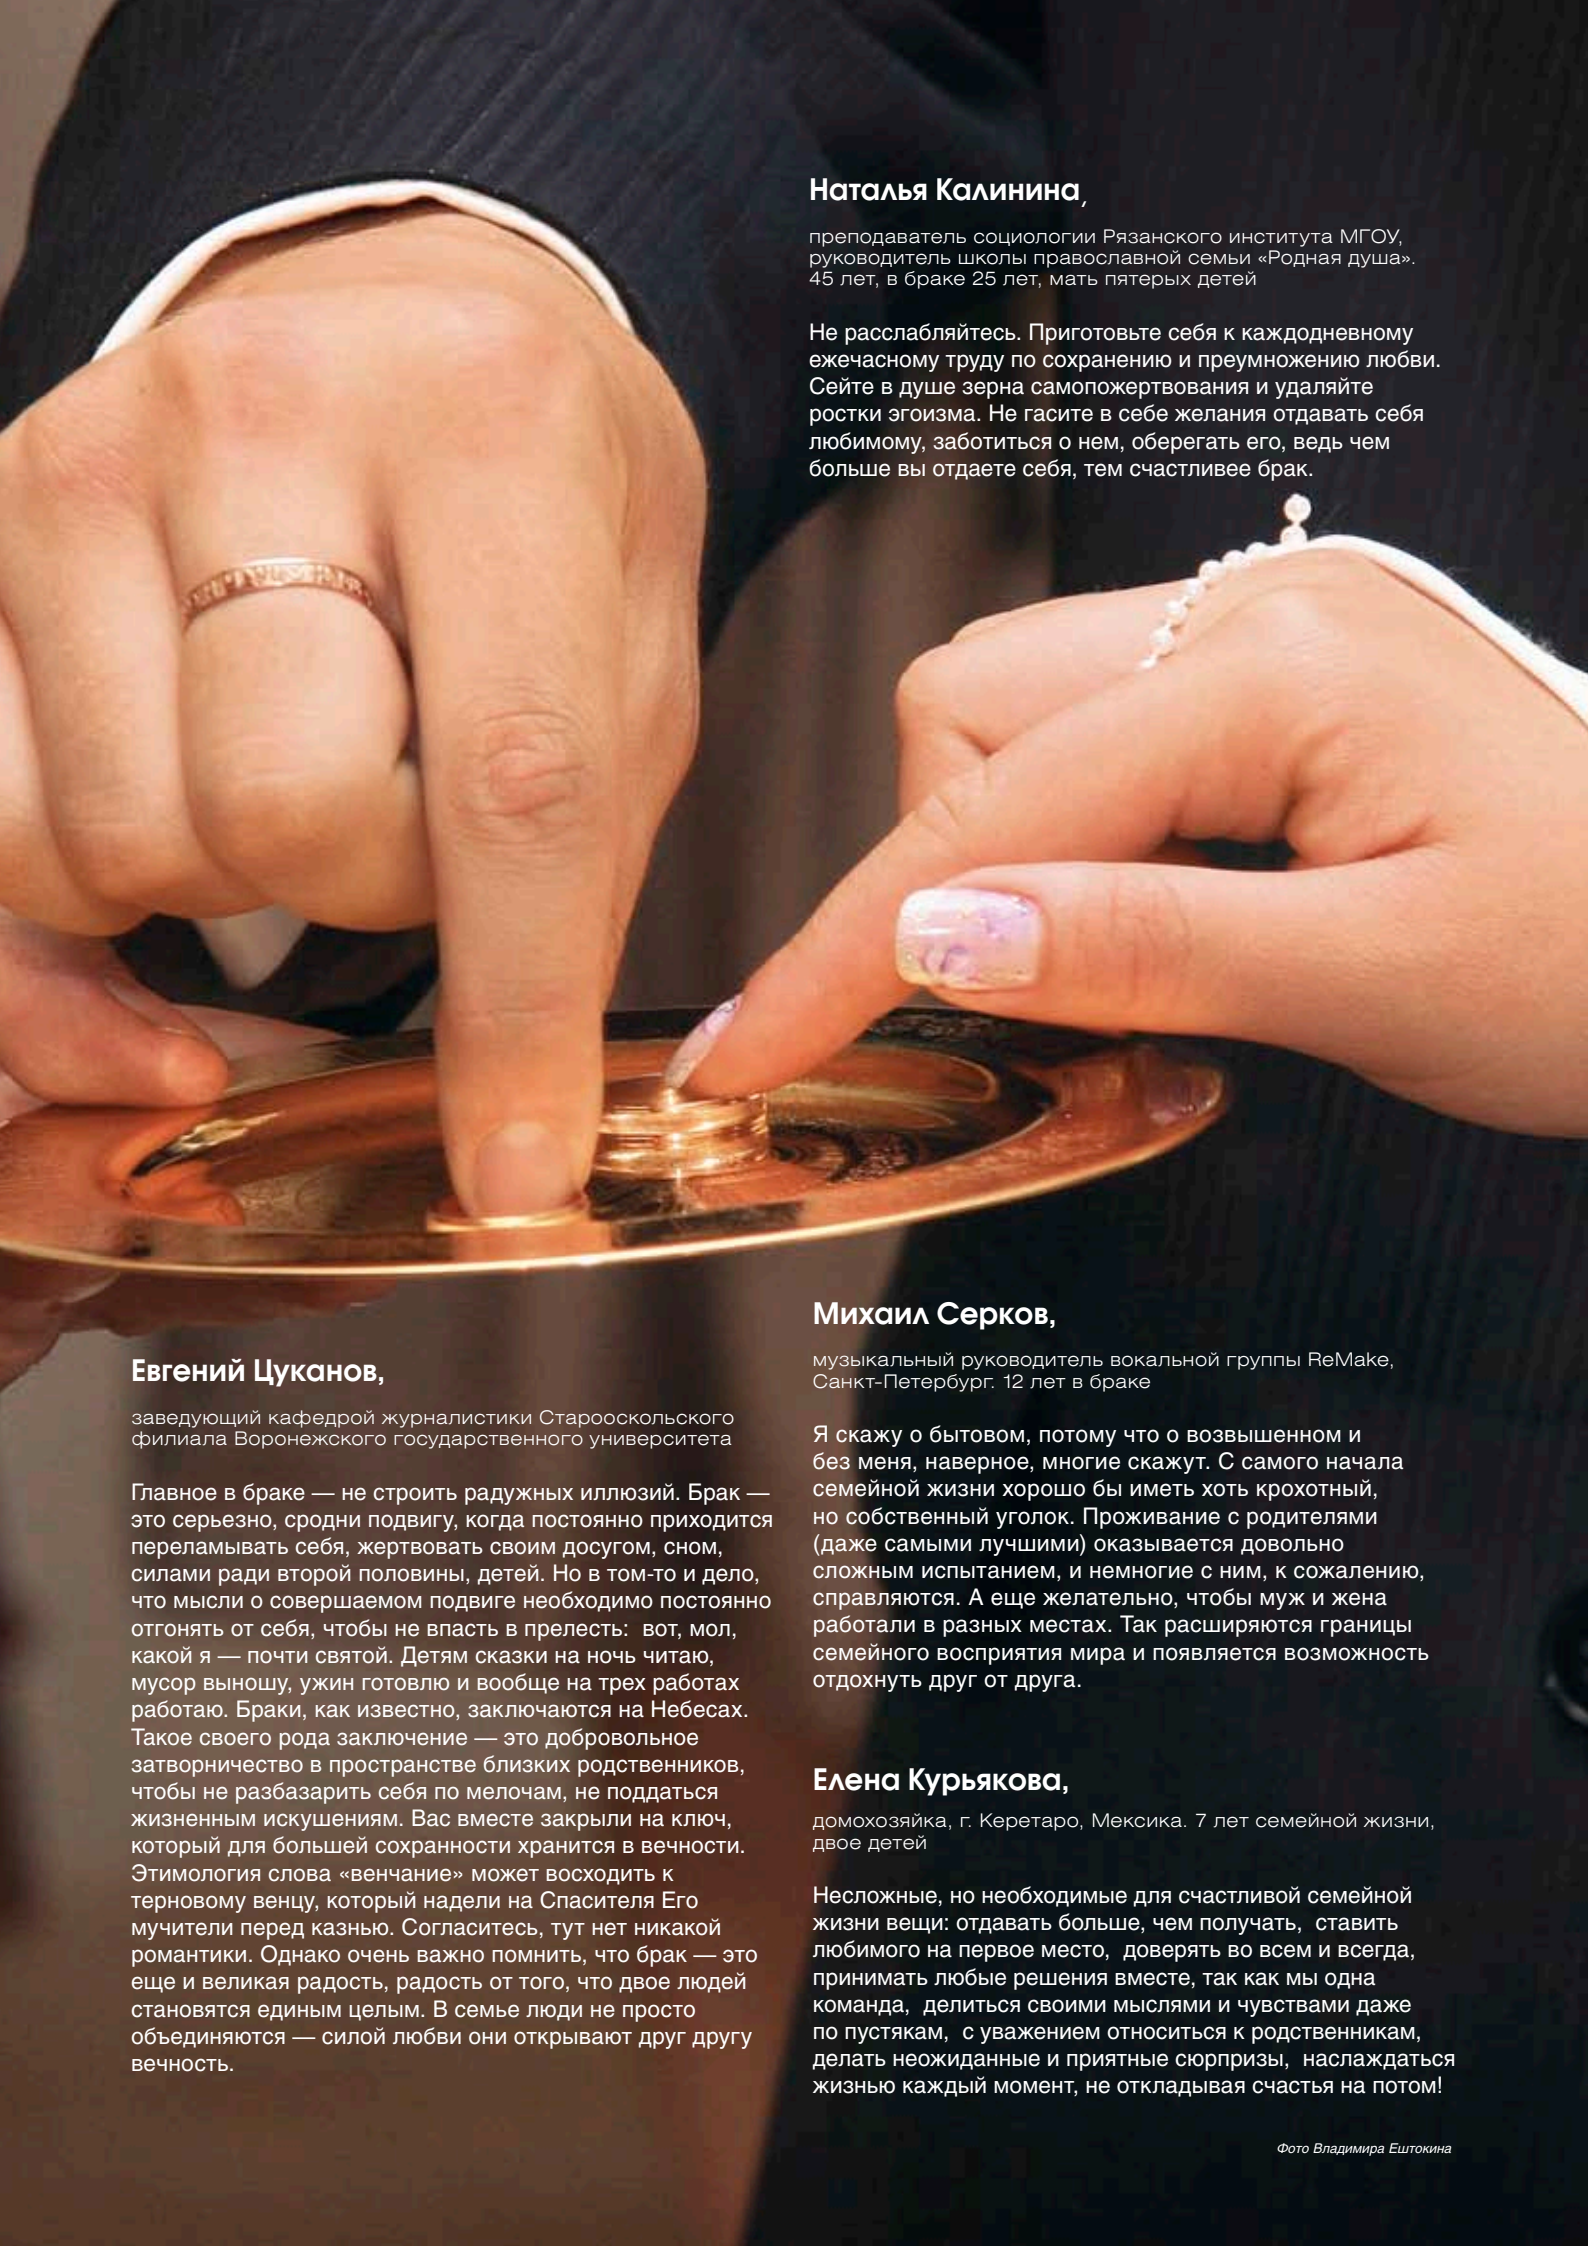 Наталья Калинина,
преподаватель социологии Рязанского института МГОУ,
руководитель школы православной семьи «Родная душа».
45 лет, в браке 25 лет, мать пятерых детей
Не расслабляйтесь. Приготовьте себя к каждодневному
ежечасному труду по сохранению и преумножению любви.
Сейте в душе зерна самопожертвования и удаляйте
ростки эгоизма. Не гасите в себе желания отдавать себя
любимому, заботиться о нем, оберегать его, ведь чем
больше вы отдаете себя, тем счастливее брак.
Евгений Цуканов,
заведующий кафедрой журналистики Старооскольского
филиала Воронежского государственного университета
Главное в браке — не строить радужных иллюзий. Брак —
это серьезно, сродни подвигу, когда постоянно приходится
переламывать себя, жертвовать своим досугом, сном,
силами ради второй половины, детей. Но в том-то и дело,
что мысли о совершаемом подвиге необходимо постоянно
отгонять от себя, чтобы не впасть в прелесть: вот, мол,
какой я — почти святой. Детям сказки на ночь читаю,
мусор выношу, ужин готовлю и вообще на трех работах
работаю. Браки, как известно, заключаются на Небесах.
Такое своего рода заключение — это добровольное
затворничество в пространстве близких родственников,
чтобы не разбазарить себя по мелочам, не поддаться
жизненным искушениям. Вас вместе закрыли на ключ,
который для большей сохранности хранится в вечности.
Этимология слова «венчание» может восходить к
терновому венцу, который надели на Спасителя Его
мучители перед казнью. Согласитесь, тут нет никакой
романтики. Однако очень важно помнить, что брак — это
еще и великая радость, радость от того, что двое людей
становятся единым целым. В семье люди не просто
объединяются — силой любви они открывают друг другу
вечность.
Михаил Серков,
музыкальный руководитель вокальной группы ReMake,
Санкт-Петербург. 12 лет в браке
Я скажу о бытовом, потому что о возвышенном и
без меня, наверное, многие скажут. С самого начала
семейной жизни хорошо бы иметь хоть крохотный,
но собственный уголок. Проживание с родителями
(даже самыми лучшими) оказывается довольно
сложным испытанием, и немногие с ним, к сожалению,
справляются. А еще желательно, чтобы муж и жена
работали в разных местах. Так расширяются границы
семейного восприятия мира и появляется возможность
отдохнуть друг от друга.
Елена Курьякова,
домохозяйка, г. Керетаро, Мексика. 7 лет семейной жизни,
двое детей
Несложные, но необходимые для счастливой семейной
жизни вещи: отдавать больше, чем получать, ставить
любимого на первое место, доверять во всем и всегда,
принимать любые решения вместе, так как мы одна
команда, делиться своими мыслями и чувствами даже
по пустякам, с уважением относиться к родственникам,
делать неожиданные и приятные сюрпризы, наслаждаться
жизнью каждый момент, не откладывая счастья на потом!
Фото Владимира Ештокина